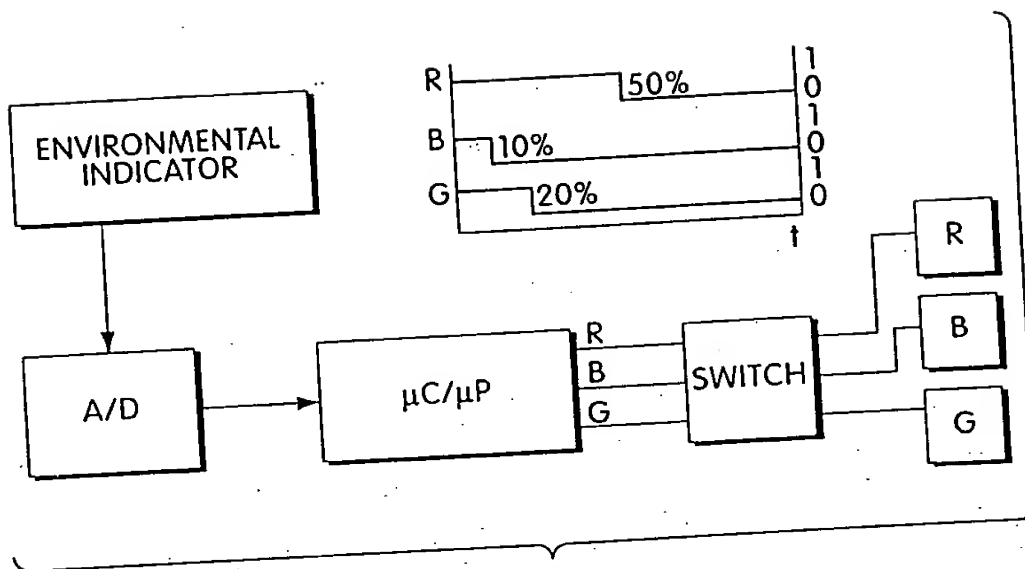 R
50%
1
0
ENVIRONMENTAL
INDICATOR
B
10%
1
0
G
20%
1
0
t
R
B
G
A/D
μC/μP
SWITCH
R
B
G